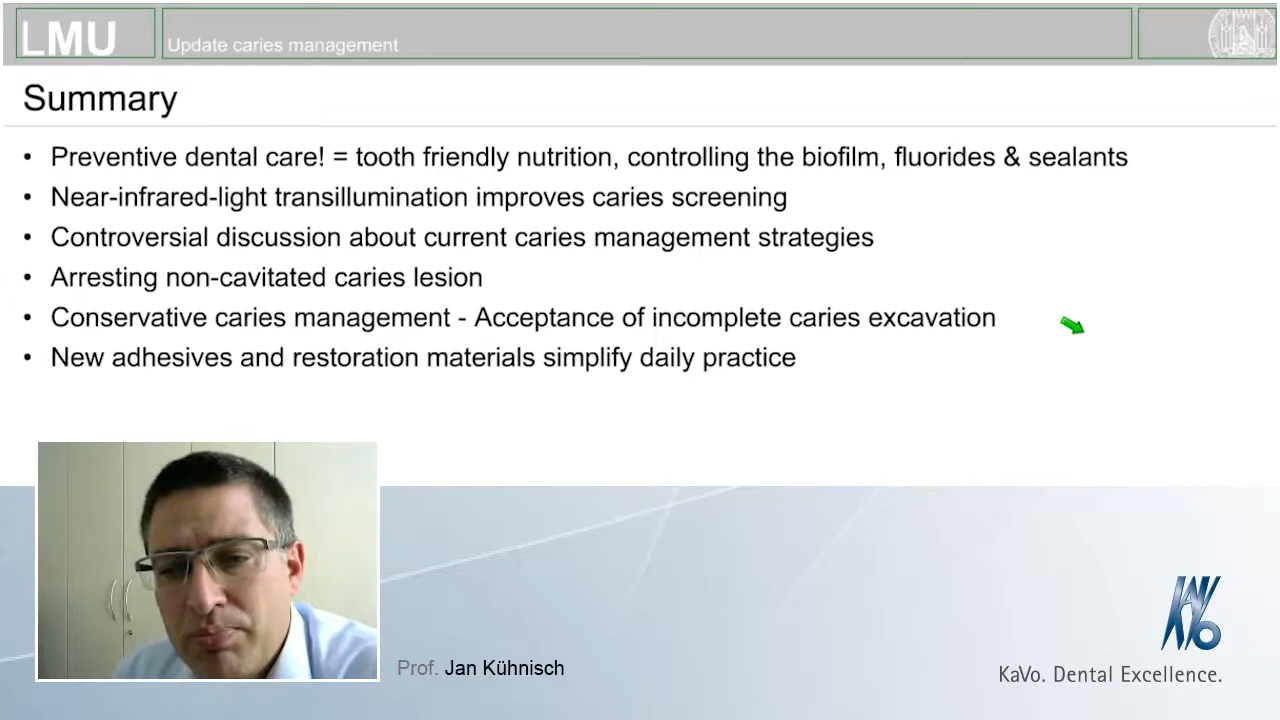 LMU
Update caries management
Summary
• Preventive dental care! = tooth friendly nutrition, controlling the biofilm, fluorides & sealants
• Near-infrared-light transillumination improves caries screening
• Controversial discussion about current caries management strategies
• Arresting non-cavitated caries lesion
• Conservative caries management - Acceptance of incomplete caries excavation
• New adhesives and restoration materials simplify daily practice
Prof. Jan Kühnisch
KaVo
KaVo. Dental Excellence.